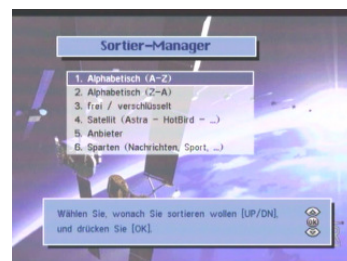 Sortier-Manager
1. Alphabetisch (A-Z)
2. Alphabetisch (Z-A)
3. frei / verschlüsselt
4. Satellit (Astra - HotBird - ...)
5. Anbieter
6. Sparten (Nachrichten, Sport, ...)
Wählen Sie, wonach Sie sortieren wollen [UP/DN],
und drücken Sie [OK].
OK